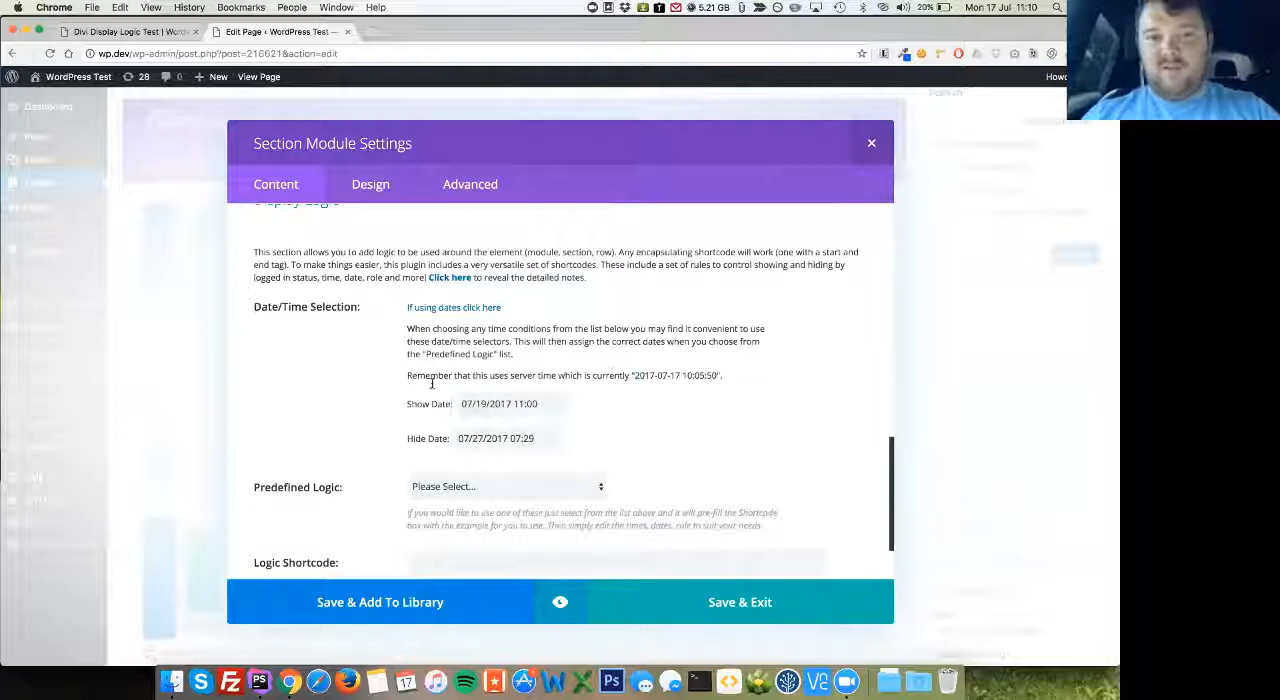 Chrome File Edit View History Bookmarks People Window Help 5.21 GB 20% Mon 17 Jul 11:10
Divi Display Logic Test | Word × Edit Page ‹ WordPress Test — ×
wp.dev/wp-admin/post.php?post=216621&action=edit
WordPress Test 28 0 + New View Page Howd
Dashboard
Publish
Section Module Settings ×
Content Design Advanced
Display Logic
This section allows you to add logic to be used around the element (module, section, row). Any encapsulating shortcode will work (one with a start and
end tag). To make things easier, this plugin includes a very versatile set of shortcodes. These include a set of rules to control showing and hiding by
logged in status, time, date, role and more! Click here to reveal the detailed notes.
Date/Time Selection: If using dates click here
When choosing any time conditions from the list below you may find it convenient to use
these date/time selectors. This will then assign the correct dates when you choose from
the "Predefined Logic" list.
Remember that this uses server time which is currently "2017-07-17 10:05:50".
Show Date: 07/19/2017 11:00
Hide Date: 07/27/2017 07:29
Predefined Logic: Please Select...
If you would like to use one of these just select from the list above and it will pre-fill the Shortcode
box with the example for you to use. Then simply edit the times, dates, rule to suit your needs
Logic Shortcode:
Save & Add To Library Save & Exit
PS 17 Ps